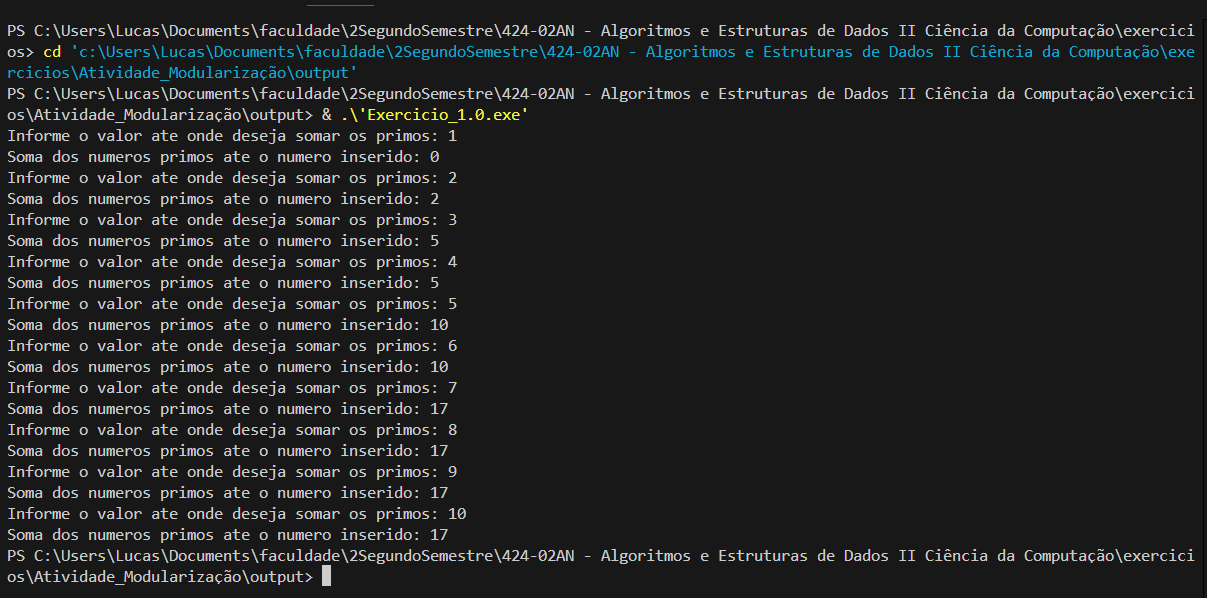 PS C:\Users\Lucas\Documents\faculdade\2SegundoSemestre\424-02AN - Algoritmos e Estruturas de Dados II Ciência da Computação\exercici
os> cd 'c:\Users\Lucas\Documents\faculdade\2SegundoSemestre\424-02AN - Algoritmos e Estruturas de Dados II Ciência da Computação\exe
rcicios\Atividade_Modularização\output'
PS C:\Users\Lucas\Documents\faculdade\2SegundoSemestre\424-02AN - Algoritmos e Estruturas de Dados II Ciência da Computação\exercici
os\Atividade_Modularização\output> & .\'Exercicio_1.0.exe'
Informe o valor ate onde deseja somar os primos: 1
Soma dos numeros primos ate o numero inserido: 0
Informe o valor ate onde deseja somar os primos: 2
Soma dos numeros primos ate o numero inserido: 2
Informe o valor ate onde deseja somar os primos: 3
Soma dos numeros primos ate o numero inserido: 5
Informe o valor ate onde deseja somar os primos: 4
Soma dos numeros primos ate o numero inserido: 5
Informe o valor ate onde deseja somar os primos: 5
Soma dos numeros primos ate o numero inserido: 10
Informe o valor ate onde deseja somar os primos: 6
Soma dos numeros primos ate o numero inserido: 10
Informe o valor ate onde deseja somar os primos: 7
Soma dos numeros primos ate o numero inserido: 17
Informe o valor ate onde deseja somar os primos: 8
Soma dos numeros primos ate o numero inserido: 17
Informe o valor ate onde deseja somar os primos: 9
Soma dos numeros primos ate o numero inserido: 17
Informe o valor ate onde deseja somar os primos: 10
Soma dos numeros primos ate o numero inserido: 17
PS C:\Users\Lucas\Documents\faculdade\2SegundoSemestre\424-02AN - Algoritmos e Estruturas de Dados II Ciência da Computação\exercici
os\Atividade_Modularização\output>